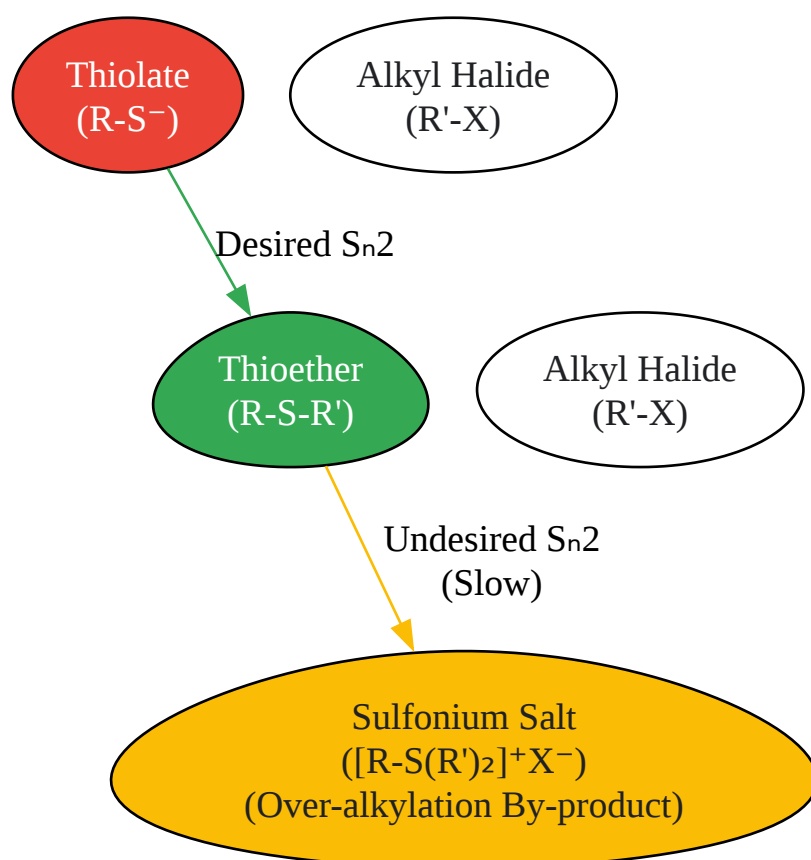 Thiolate
(R-S⁻)
Alkyl Halide
(R'-X)
Desired Sₙ2
Thioether
(R-S-R')
Alkyl Halide
(R'-X)
Undesired Sₙ2
(Slow)
Sulfonium Salt
([R-S(R')₂]⁺X⁻)
(Over-alkylation By-product)